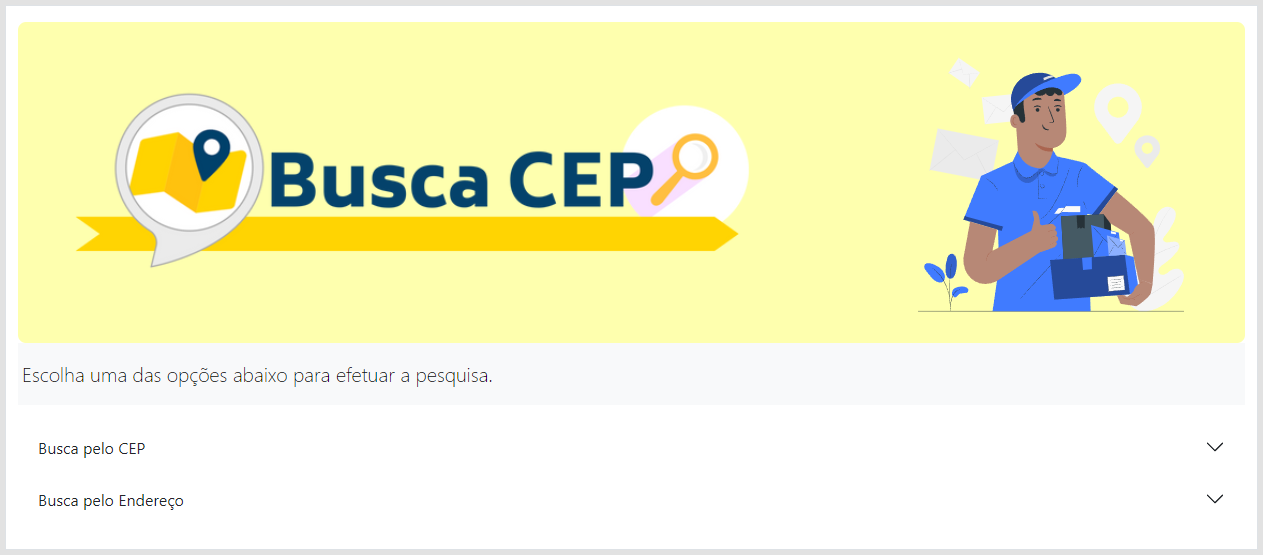 Busca CEP
Escolha uma das opções abaixo para efetuar a pesquisa.
Busca pelo CEP
Busca pelo Endereço